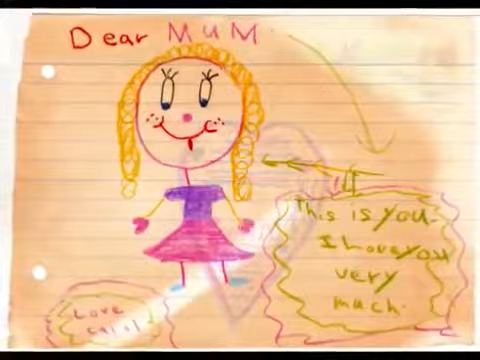 Dear MuM
This is you
I Love you
very
much.
Love
Carol